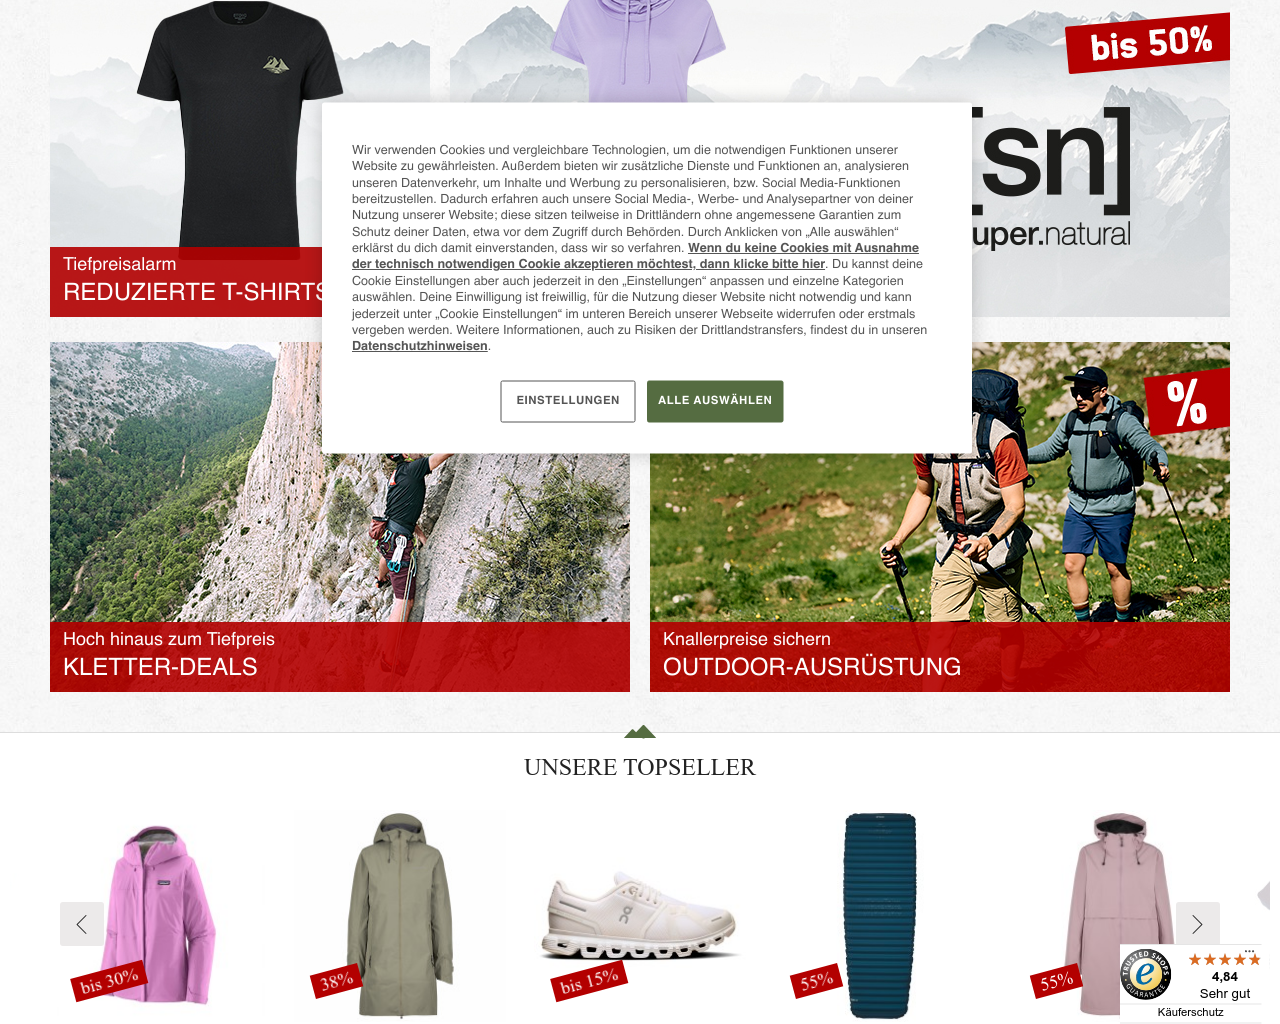 bis 50%
[sn]
uper.natural
Wir verwenden Cookies und vergleichbare Technologien, um die notwendigen Funktionen unserer
Website zu gewährleisten. Außerdem bieten wir zusätzliche Dienste und Funktionen an, analysieren
unseren Datenverkehr, um Inhalte und Werbung zu personalisieren, bzw. Social Media-Funktionen
bereitzustellen. Dadurch erfahren auch unsere Social Media-, Werbe- und Analysepartner von deiner
Nutzung unserer Website; diese sitzen teilweise in Drittländern ohne angemessene Garantien zum
Schutz deiner Daten, etwa vor dem Zugriff durch Behörden. Durch Anklicken von „Alle auswählen“
erklärst du dich damit einverstanden, dass wir so verfahren. Wenn du keine Cookies mit Ausnahme
der technisch notwendigen Cookie akzeptieren möchtest, dann klicke bitte hier. Du kannst deine
Cookie Einstellungen aber auch jederzeit in den „Einstellungen“ anpassen und einzelne Kategorien
auswählen. Deine Einwilligung ist freiwillig, für die Nutzung dieser Website nicht notwendig und kann
jederzeit unter „Cookie Einstellungen“ im unteren Bereich unserer Webseite widerrufen oder erstmals
vergeben werden. Weitere Informationen, auch zu Risiken der Drittlandstransfers, findest du in unseren
Datenschutzhinweisen.
EINSTELLUNGEN
ALLE AUSWÄHLEN
Tiefpreisalarm
REDUZIERTE T-SHIRTS
%
Hoch hinaus zum Tiefpreis
KLETTER-DEALS
Knallerpreise sichern
OUTDOOR-AUSRÜSTUNG
UNSERE TOPSELLER
bis 30%
38%
bis 15%
55%
55%
TRUSTED SHOPS
GUARANTEE
4,84
Sehr gut
Käuferschutz